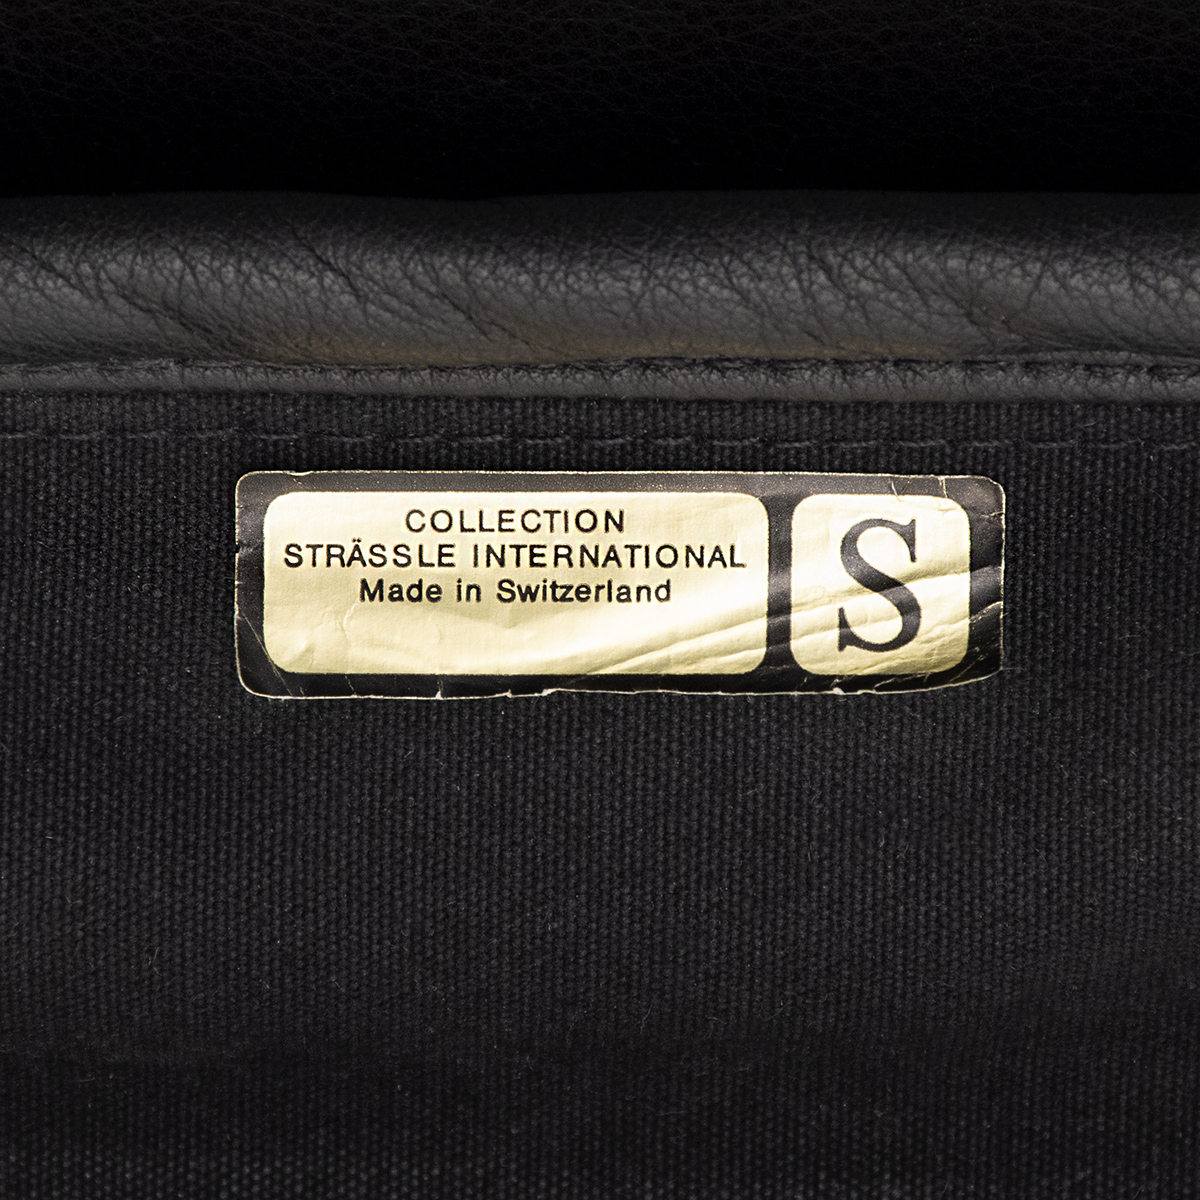 COLLECTION
STRÄSSLE INTERNATIONAL
Made in Switzerland
S